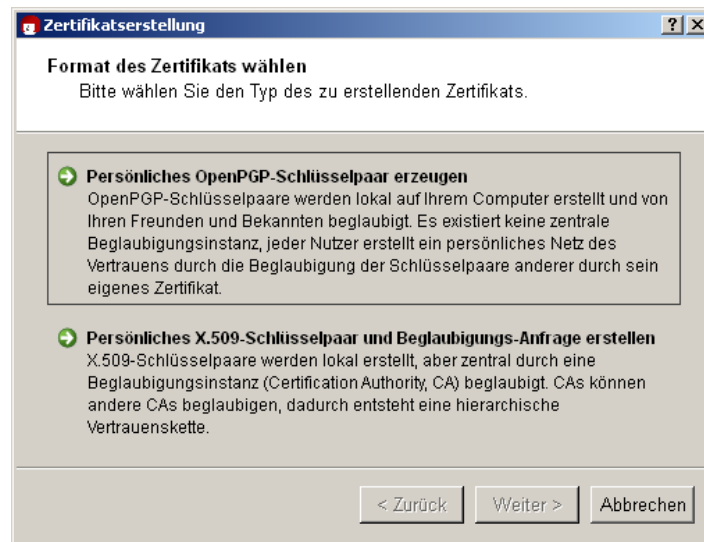 Zertifikatserstellung
Format des Zertifikats wählen
Bitte wählen Sie den Typ des zu erstellenden Zertifikats.
Persönliches OpenPGP-Schlüsselpaar erzeugen
OpenPGP-Schlüsselpaare werden lokal auf Ihrem Computer erstellt und von
Ihren Freunden und Bekannten beglaubigt. Es existiert keine zentrale
Beglaubigungsinstanz, jeder Nutzer erstellt ein persönliches Netz des
Vertrauens durch die Beglaubigung der Schlüsselpaare anderer durch sein
eigenes Zertifikat.
Persönliches X.509-Schlüsselpaar und Beglaubigungs-Anfrage erstellen
X.509-Schlüsselpaare werden lokal erstellt, aber zentral durch eine
Beglaubigungsinstanz (Certification Authority, CA) beglaubigt. CAs können
andere CAs beglaubigen, dadurch entsteht eine hierarchische
Vertrauenskette.
< Zurück Weiter > Abbrechen